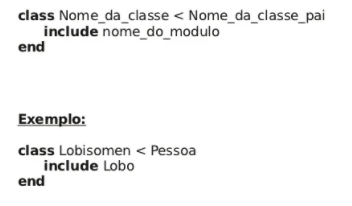 class Nome_da_classe < Nome_da_classe_pai
include nome_do_modulo
end
Exemplo:
class Lobisomen < Pessoa
include Lobo
end